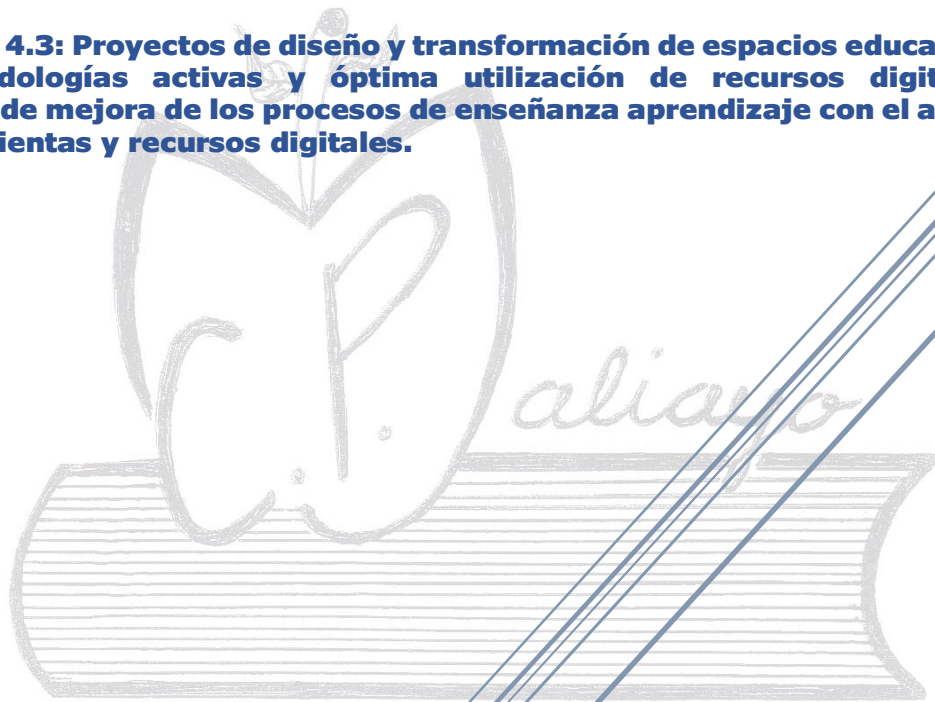 4.3: Proyectos de diseño y transformación de espacios educa
dologías activas y óptima utilización de recursos digit
de mejora de los procesos de enseñanza aprendizaje con el a
ientas y recursos digitales.
C.P.
aliayo